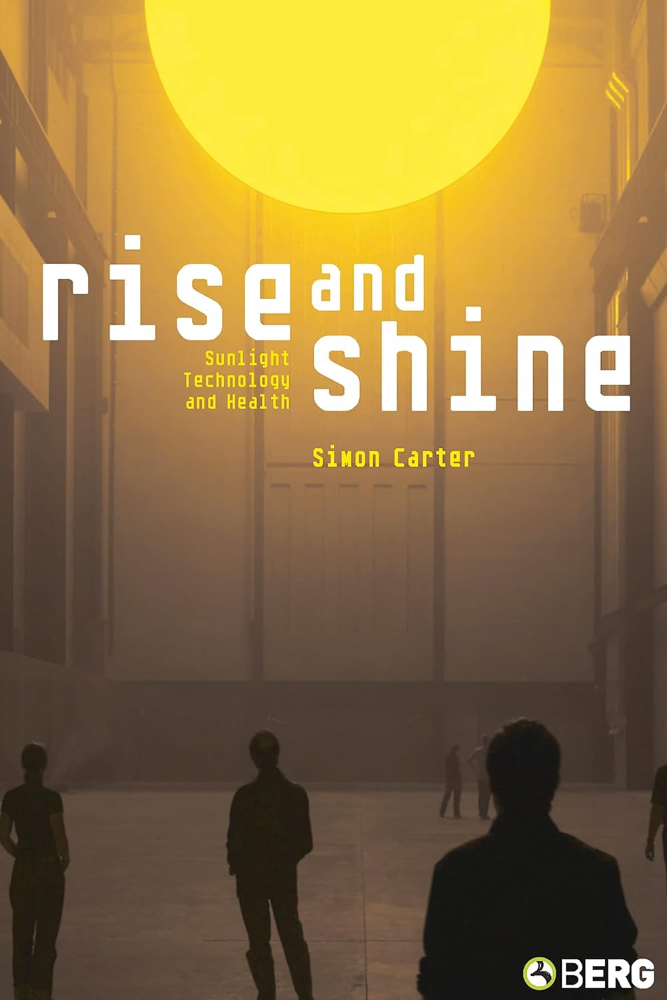 rise and
shine
Sunlight
Technology
and Health
Simon Carter
BERG